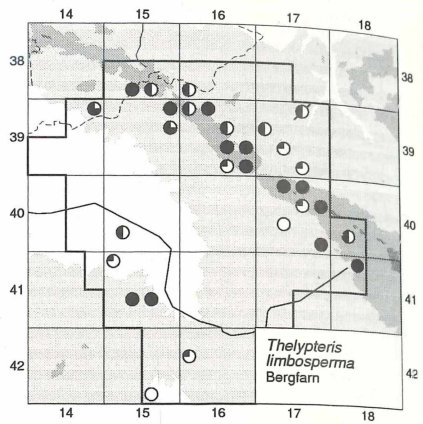 14 15 16 17 18
38 38
39 39
40 40
41 41
42 42
Thelypteris
limbosperma
Bergfarn
14 15 16 17 18